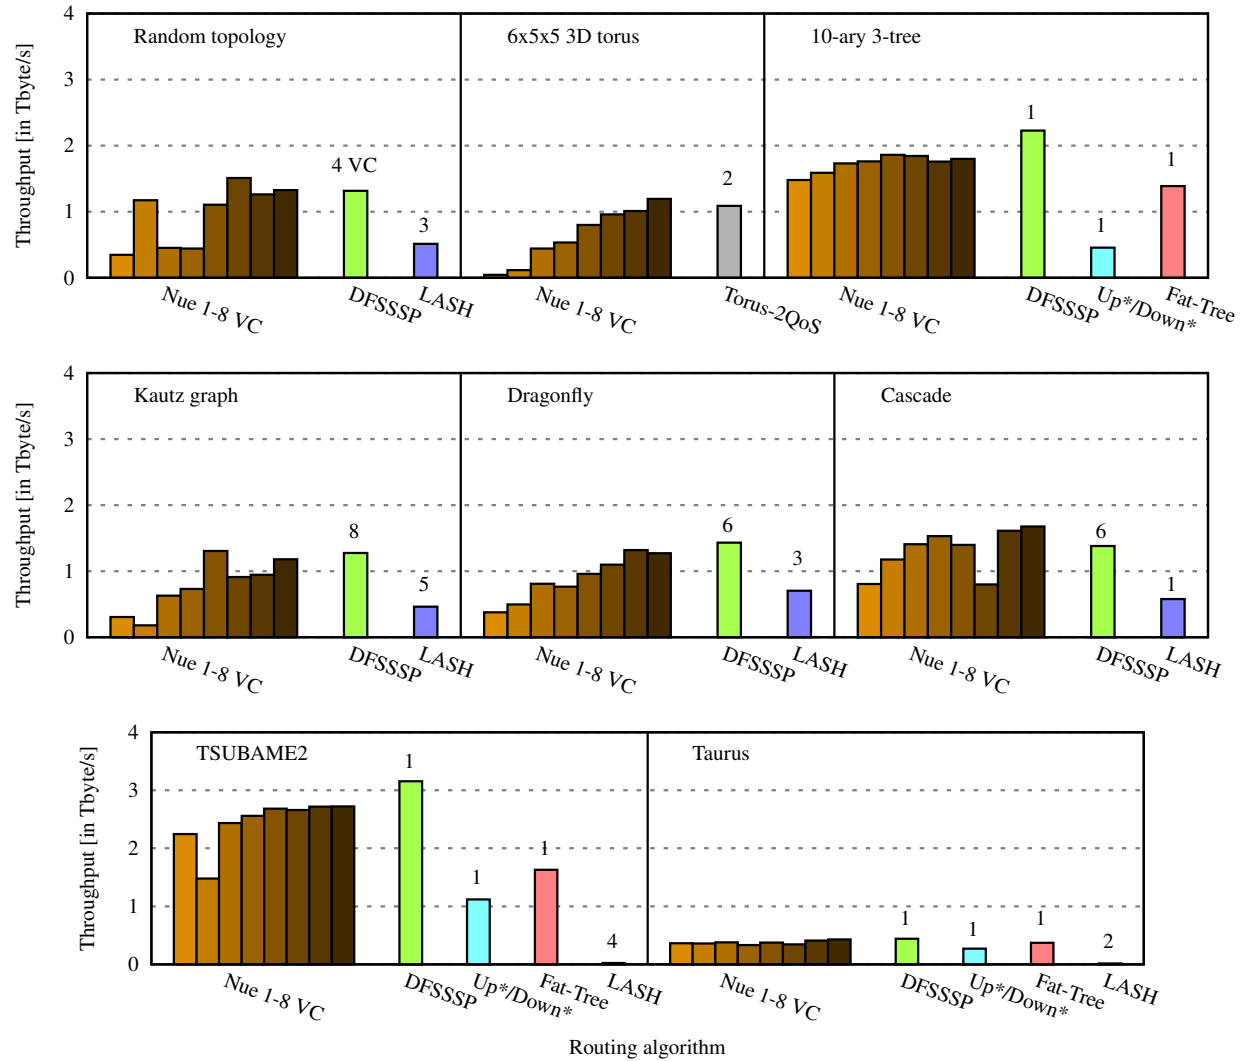 Throughput [in Tbyte/s]
4
3
2
1
0
Random topology
6x5x5 3D torus
10-ary 3-tree
4 VC
3
2
1
1
1
Nue 1-8 VC
DFSSSP
LASH
Nue 1-8 VC
Torus-2QoS
Nue 1-8 VC
DFSSSP
Up*/Down*
Fat-Tree
Throughput [in Tbyte/s]
4
3
2
1
0
Kautz graph
Dragonfly
Cascade
8
5
6
3
6
1
Nue 1-8 VC
DFSSSP
LASH
Nue 1-8 VC
DFSSSP
LASH
Nue 1-8 VC
DFSSSP
LASH
Throughput [in Tbyte/s]
4
3
2
1
0
TSUBAME2
Taurus
1
1
1
4
1
1
1
2
Nue 1-8 VC
DFSSSP
Up*/Down*
Fat-Tree
LASH
Nue 1-8 VC
DFSSSP
Up*/Down*
Fat-Tree
LASH
Routing algorithm